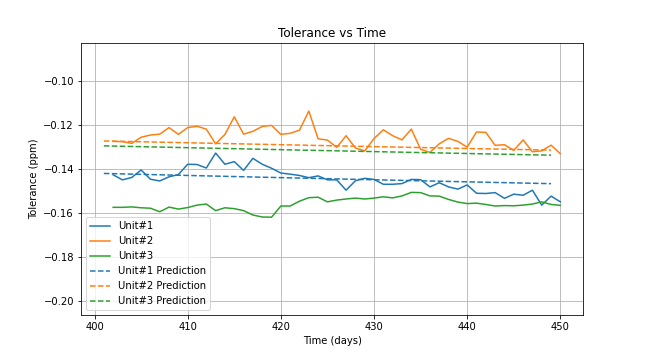 Tolerance vs Time
Tolerance (ppm)
−0.10
−0.12
−0.14
−0.16
−0.18
−0.20
Unit#1
Unit#2
Unit#3
Unit#1 Prediction
Unit#2 Prediction
Unit#3 Prediction
400 410 420 430 440 450
Time (days)